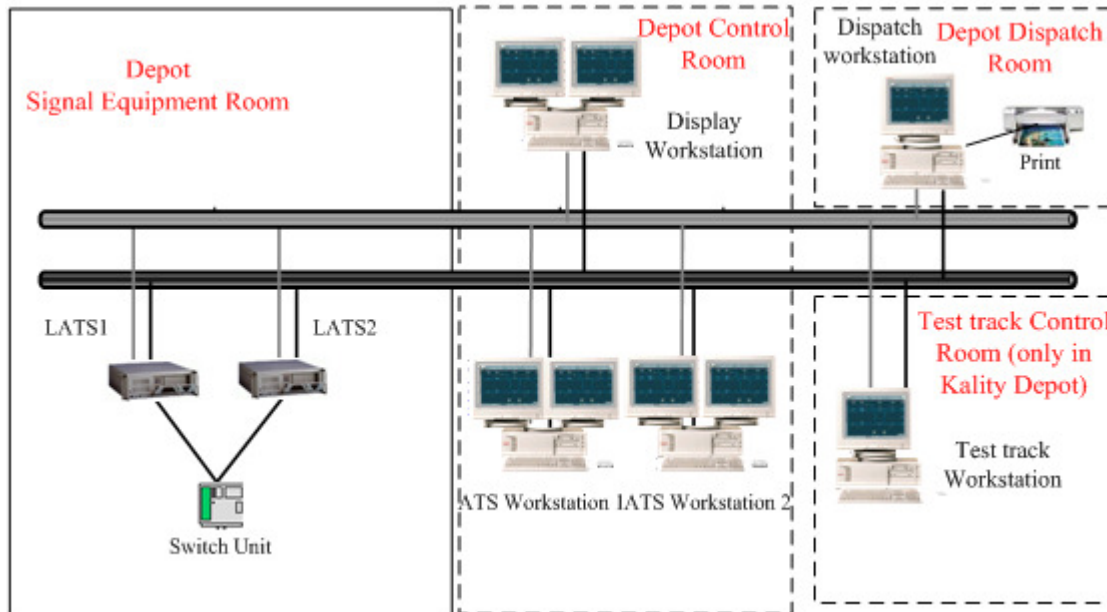 Depot
Signal Equipment Room
Depot Control
Room
Display
Workstation
Dispatch
workstation
Depot Dispatch
Room
Print
LATS1
LATS2
Switch Unit
ATS Workstation 1
ATS Workstation 2
Test track Control
Room (only in
Kality Depot)
Test track
Workstation